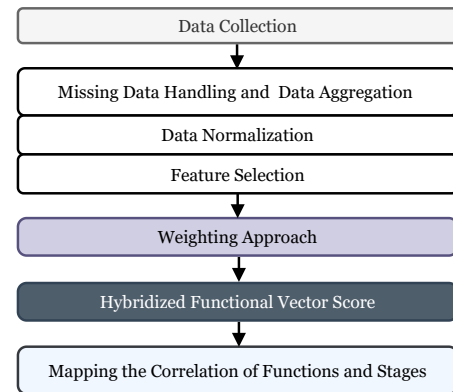 Data Collection
Missing Data Handling and Data Aggregation
Data Normalization
Feature Selection
Weighting Approach
Hybridized Functional Vector Score
Mapping the Correlation of Functions and Stages